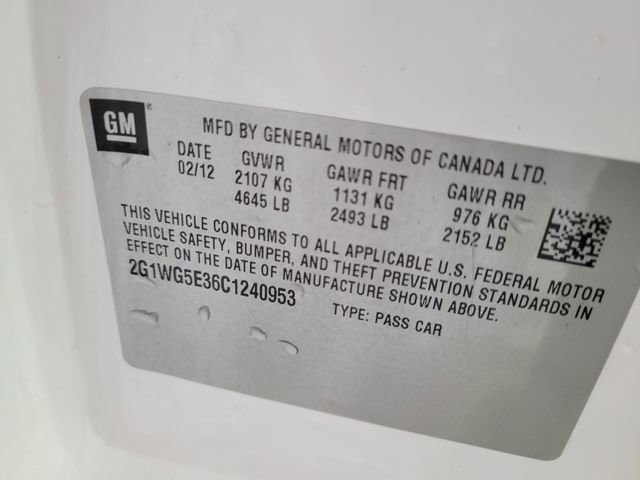 GM®
MFD BY GENERAL MOTORS OF CANADA LTD.
DATE GVWR GAWR FRT GAWR RR
02/12 2107 KG 1131 KG 976 KG
4645 LB 2493 LB 2152 LB
THIS VEHICLE CONFORMS TO ALL APPLICABLE U.S. FEDERAL MOTOR
VEHICLE SAFETY, BUMPER, AND THEFT PREVENTION STANDARDS IN
EFFECT ON THE DATE OF MANUFACTURE SHOWN ABOVE.
2G1WG5E36C1240953 TYPE: PASS CAR